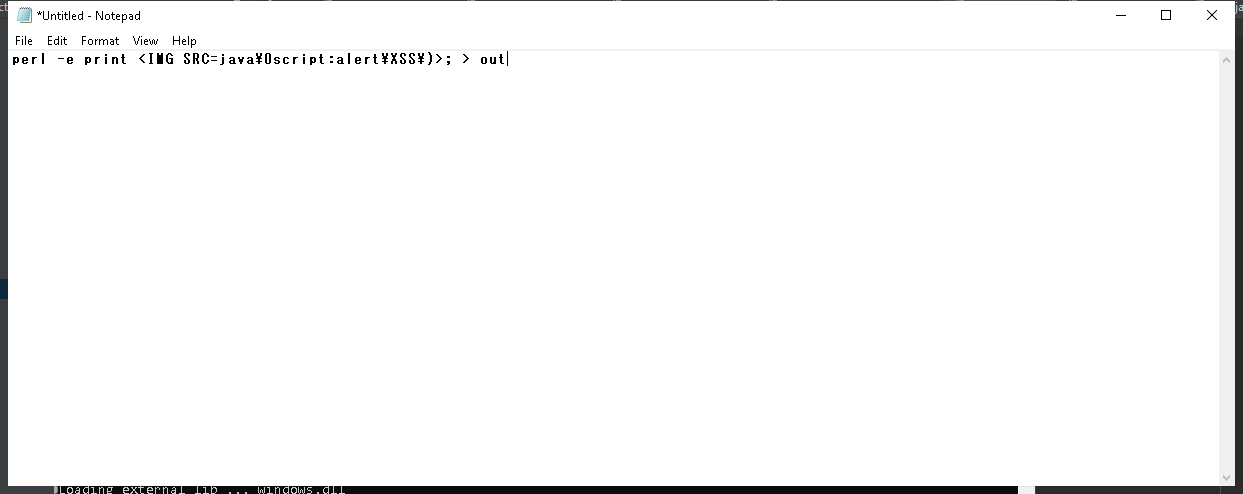 *Untitled - Notepad
File Edit Format View Help
perl -e print <IMG SRC=java¥0script:alert¥XSS¥)>; > out
Loading external lib ... windows.dll